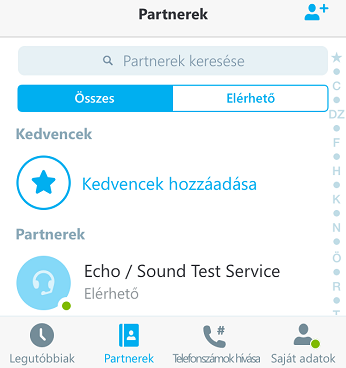 Partnerek
Partnerek keresése
Összes Elérhető
Kedvencek
Kedvencek hozzáadása
Partnerek
Echo / Sound Test Service
Elérhető
C
DZ
F
H
K
N
Ő
R
T
Legutóbbiak Partnerek Telefonszámok hívása Saját adatok